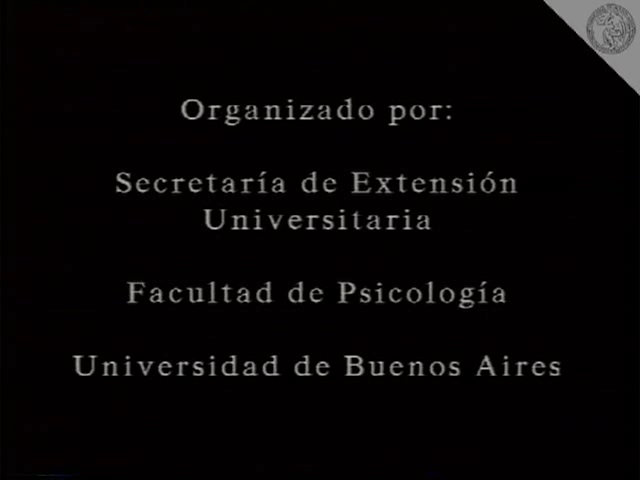 Organizado por:
Secretaría de Extensión
Universitaria
Facultad de Psicología
Universidad de Buenos Aires